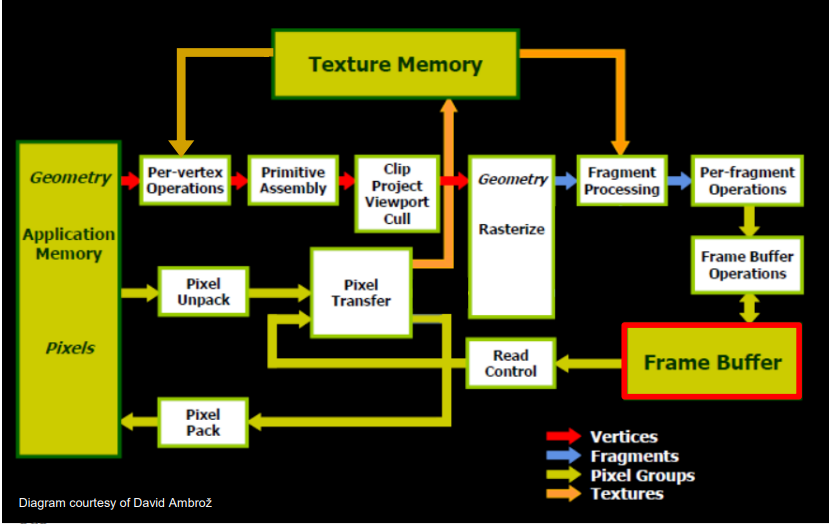 Texture Memory
Geometry
Application
Memory
Pixels
Per-vertex
Operations
Primitive
Assembly
Clip
Project
Viewport
Cull
Geometry
Rasterize
Fragment
Processing
Per-fragment
Operations
Frame Buffer
Operations
Pixel
Unpack
Pixel
Transfer
Read
Control
Frame Buffer
Pixel
Pack
Vertices
Fragments
Pixel Groups
Textures
Diagram courtesy of David Ambrož